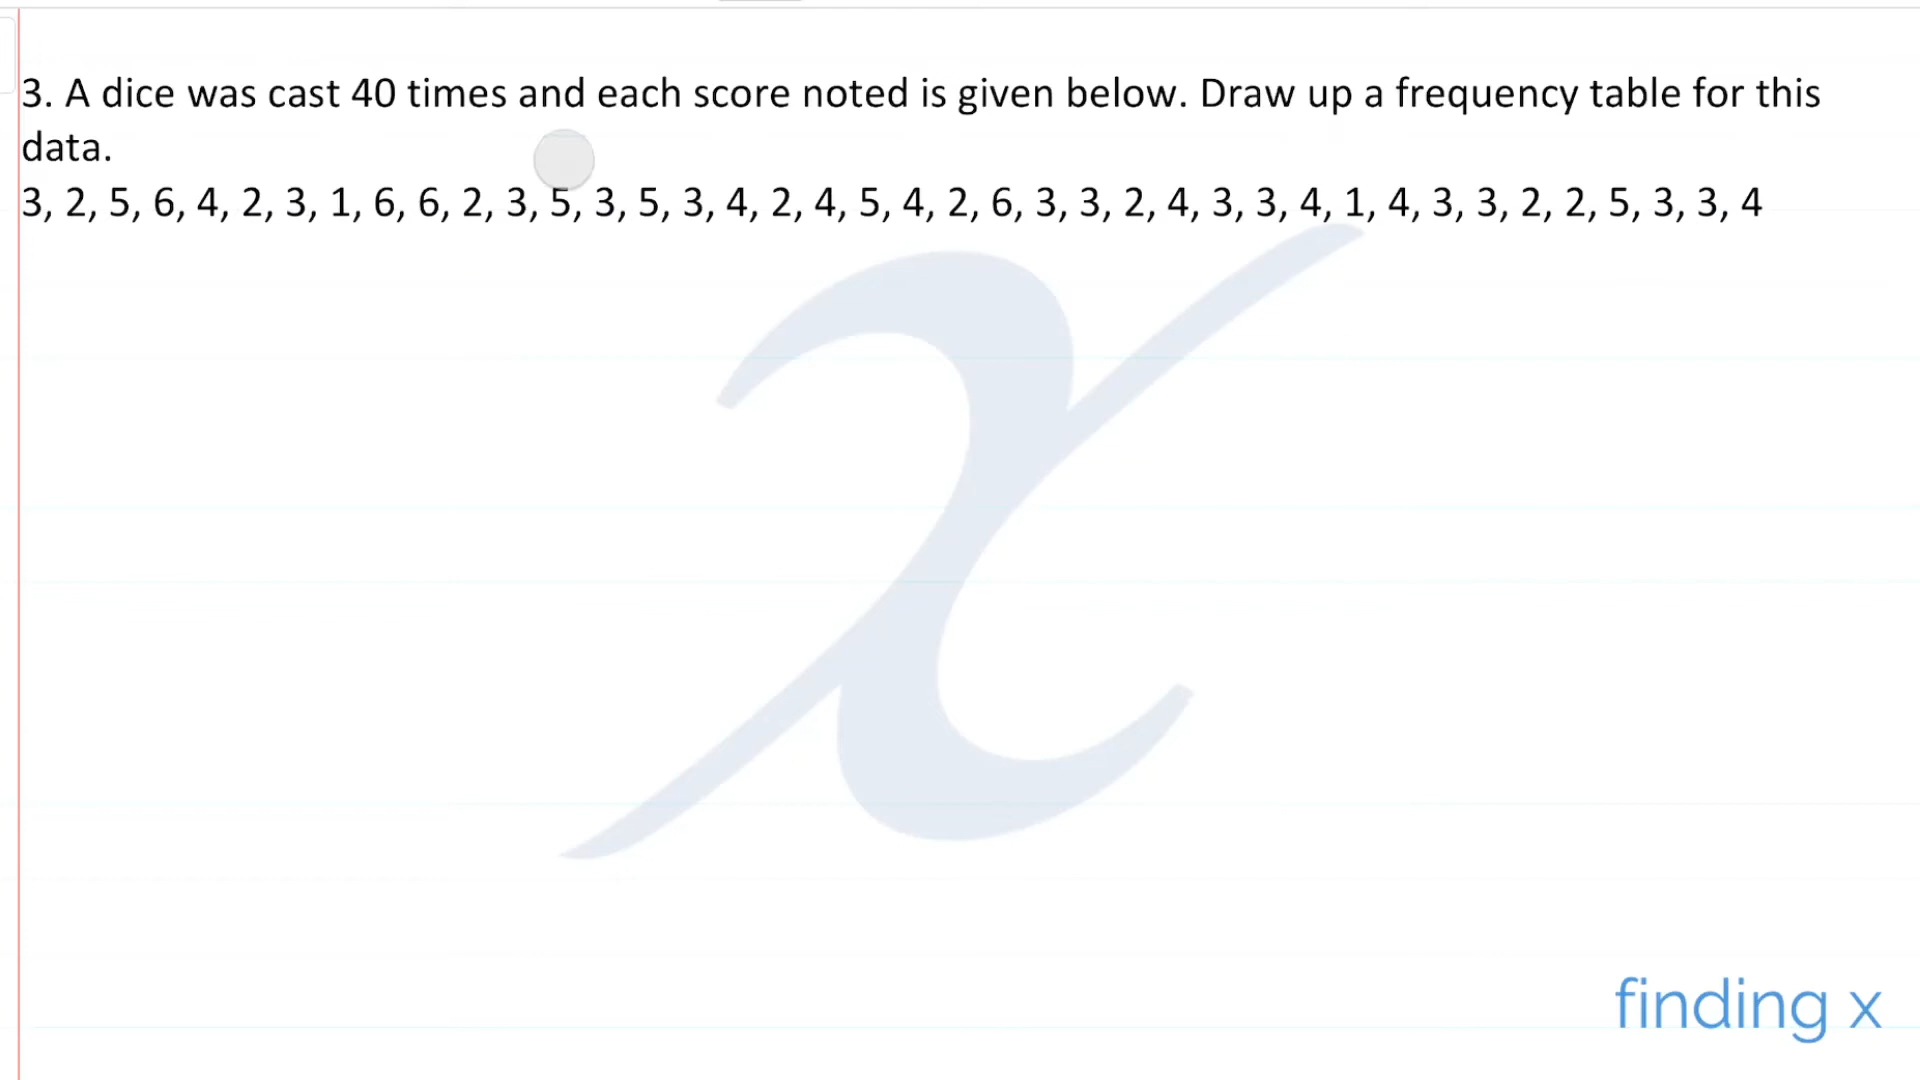 3. A dice was cast 40 times and each score noted is given below. Draw up a frequency table for this
data.
3, 2, 5, 6, 4, 2, 3, 1, 6, 6, 2, 3, 5, 3, 5, 3, 4, 2, 4, 5, 4, 2, 6, 3, 3, 2, 4, 3, 3, 4, 1, 4, 3, 3, 2, 2, 5, 3, 3, 4
x
finding x